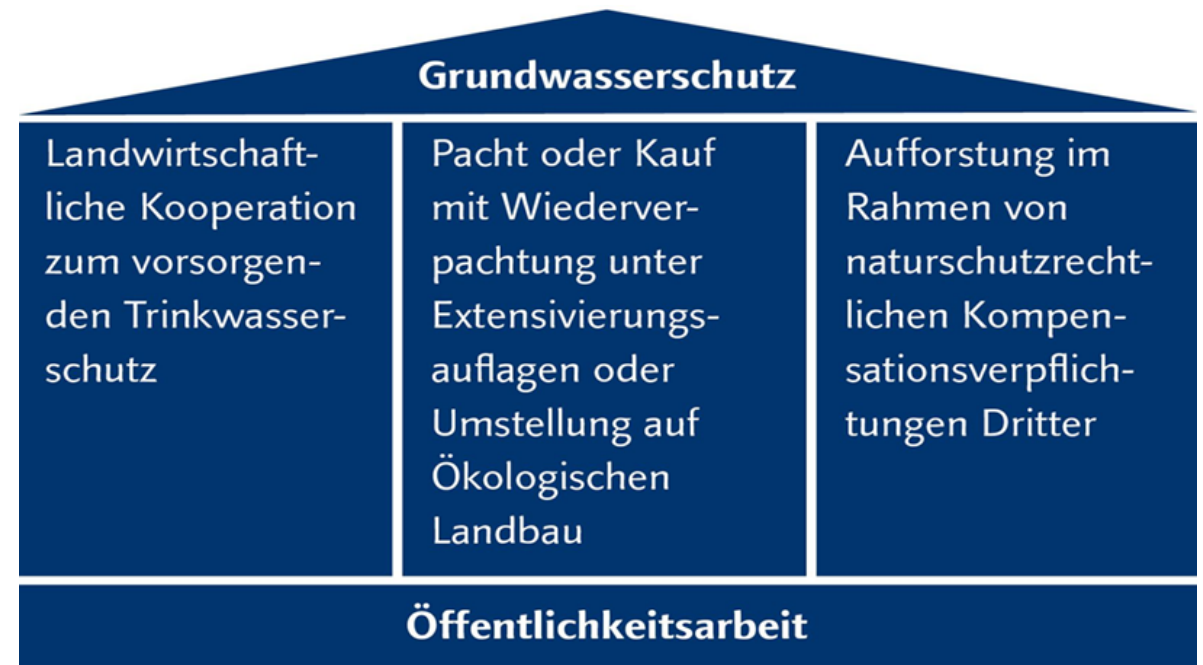 Grundwasserschutz
Landwirtschaft-
liche Kooperation
zum vorsorgen-
den Trinkwasser-
schutz
Pacht oder Kauf
mit Wiederver-
pachtung unter
Extensivierungs-
auflagen oder
Umstellung auf
Ökologischen
Landbau
Aufforstung im
Rahmen von
naturschutzrecht-
lichen Kompen-
sationsverpflich-
tungen Dritter
Öffentlichkeitsarbeit